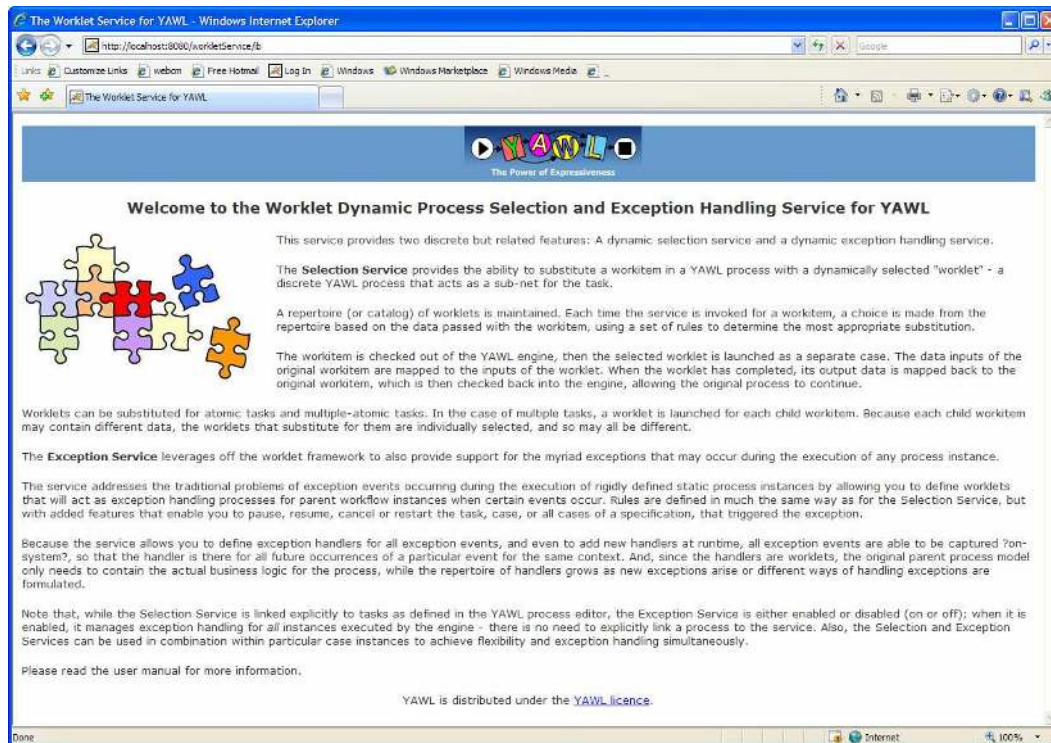 The Worklet Service for YAWL - Windows Internet Explorer
http://localhost:8080/workletService/b
Google
Links Customize Links webcm Free Hotmail Log In Windows Windows Marketplace Windows Media
The Worklet Service for YAWL
YAWL
The Power of Expressiveness
Welcome to the Worklet Dynamic Process Selection and Exception Handling Service for YAWL
This service provides two discrete but related features: A dynamic selection service and a dynamic exception handling service.
The Selection Service provides the ability to substitute a workitem in a YAWL process with a dynamically selected "worklet" - a
discrete YAWL process that acts as a sub-net for the task.
A repertoire (or catalog) of worklets is maintained. Each time the service is invoked for a workitem, a choice is made from the
repertoire based on the data passed with the workitem, using a set of rules to determine the most appropriate substitution.
The workitem is checked out of the YAWL engine, then the selected worklet is launched as a separate case. The data inputs of the
original workitem are mapped to the inputs of the worklet. When the worklet has completed, its output data is mapped back to the
original workitem, which is then checked back into the engine, allowing the original process to continue.
Worklets can be substituted for atomic tasks and multiple-atomic tasks. In the case of multiple tasks, a worklet is launched for each child workitem. Because each child workitem
may contain different data, the worklets that substitute for them are individually selected, and so may all be different.
The Exception Service leverages off the worklet framework to also provide support for the myriad exceptions that may occur during the execution of any process instance.
The service addresses the traditional problems of exception events occurring during the execution of rigidly defined static process instances by allowing you to define worklets
that will act as exception handling processes for parent workflow instances when certain events occur. Rules are defined in much the same way as for the Selection Service, but
with added features that enable you to pause, resume, cancel or restart the task, case, or all cases of a specification, that triggered the exception.
Because the service allows you to define exception handlers for all exception events, and even to add new handlers at runtime, all exception events are able to be captured ?on-
system?, so that the handler is there for all future occurrences of a particular event for the same context. And, since the handlers are worklets, the original parent process model
only needs to contain the actual business logic for the process, while the repertoire of handlers grows as new exceptions arise or different ways of handling exceptions are
formulated.
Note that, while the Selection Service is linked explicitly to tasks as defined in the YAWL process editor, the Exception Service is either enabled or disabled (on or off); when it is
enabled, it manages exception handling for all instances executed by the engine - there is no need to explicitly link a process to the service. Also, the Selection and Exception
Services can be used in combination within particular case instances to achieve flexibility and exception handling simultaneously.
Please read the user manual for more information.
YAWL is distributed under the YAWL licence.
Done Internet 100%